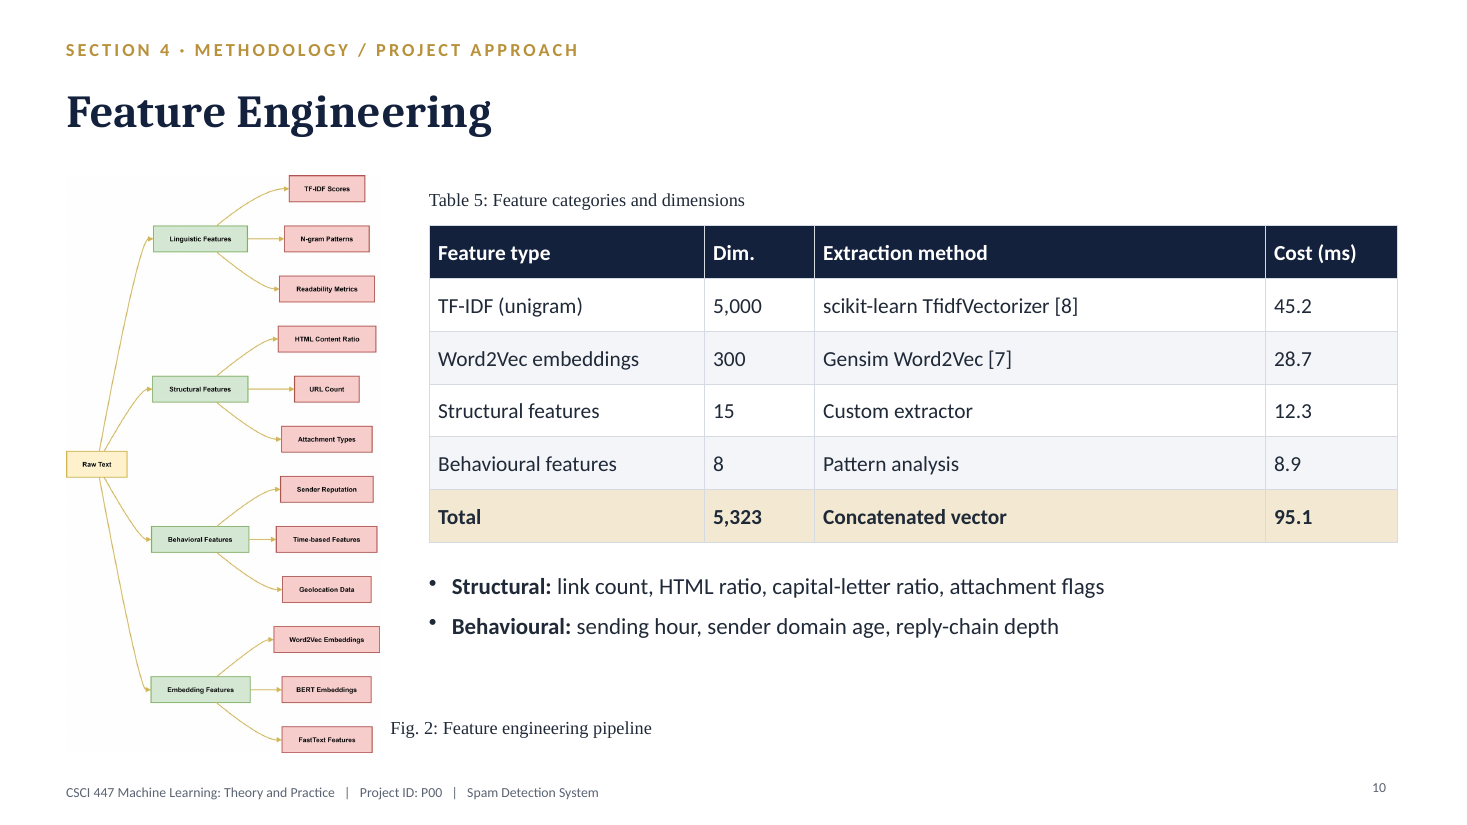 SECTION 4 · METHODOLOGY / PROJECT APPROACH
Feature Engineering
TF-IDF Scores
Linguistic Features
N-gram Patterns
Readability Metrics
HTML Content Ratio
Structural Features
URL Count
Attachment Types
Raw Text
Sender Reputation
Behavioral Features
Time-based Features
Geolocation Data
Word2Vec Embeddings
Embedding Features
BERT Embeddings
FastText Features
Fig. 2: Feature engineering pipeline
Table 5: Feature categories and dimensions
Feature type Dim. Extraction method Cost (ms)
TF-IDF (unigram) 5,000 scikit-learn TfidfVectorizer [8] 45.2
Word2Vec embeddings 300 Gensim Word2Vec [7] 28.7
Structural features 15 Custom extractor 12.3
Behavioural features 8 Pattern analysis 8.9
Total 5,323 Concatenated vector 95.1
• Structural: link count, HTML ratio, capital-letter ratio, attachment flags
• Behavioural: sending hour, sender domain age, reply-chain depth
CSCI 447 Machine Learning: Theory and Practice | Project ID: P00 | Spam Detection System
10